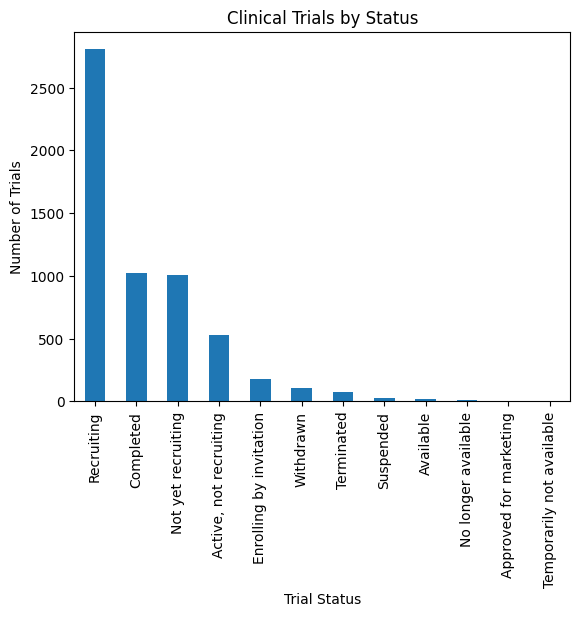 Clinical Trials by Status
Number of Trials
2500
2000
1500
1000
500
0
Recruiting
Completed
Not yet recruiting
Active, not recruiting
Enrolling by invitation
Withdrawn
Terminated
Suspended
Available
No longer available
Approved for marketing
Temporarily not available
Trial Status